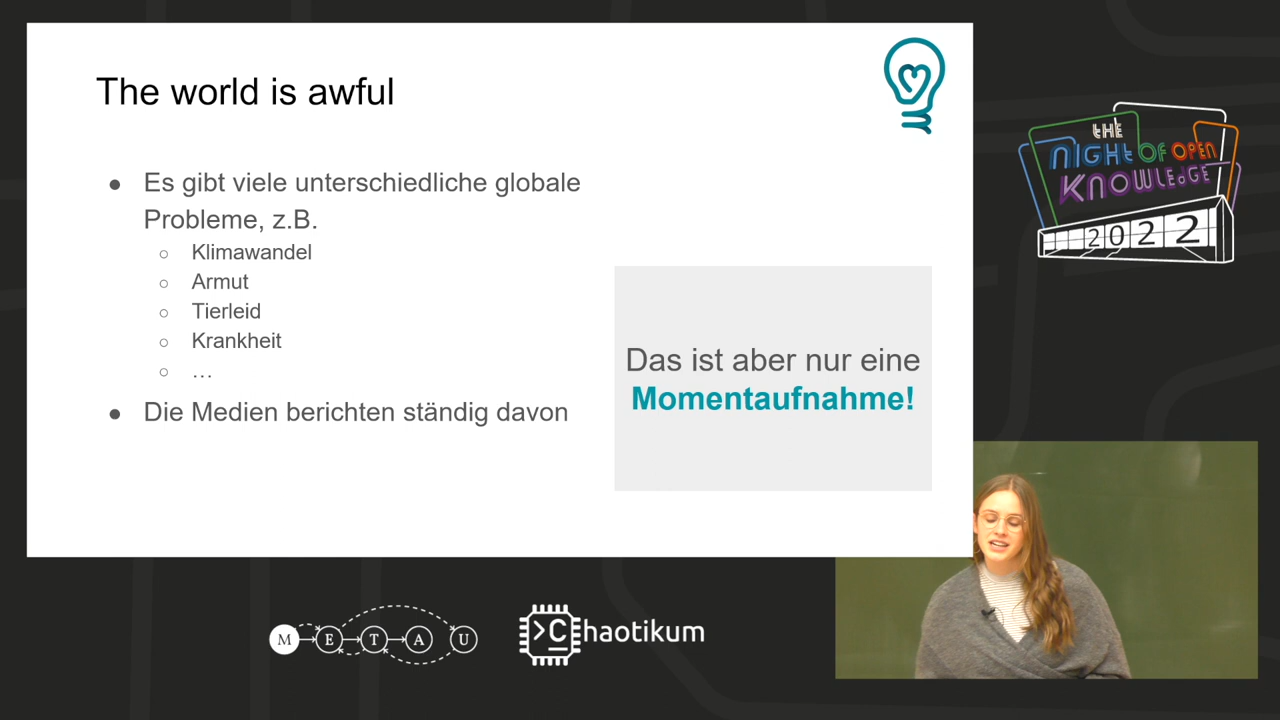 The world is awful
● Es gibt viele unterschiedliche globale
Probleme, z.B.
○ Klimawandel
○ Armut
○ Tierleid
○ Krankheit
○ …
● Die Medien berichten ständig davon
Das ist aber nur eine
Momentaufnahme!
THE
NIGHT OF OPEN
KNOWLEdGE
2022
M E T A U
>C haotikum